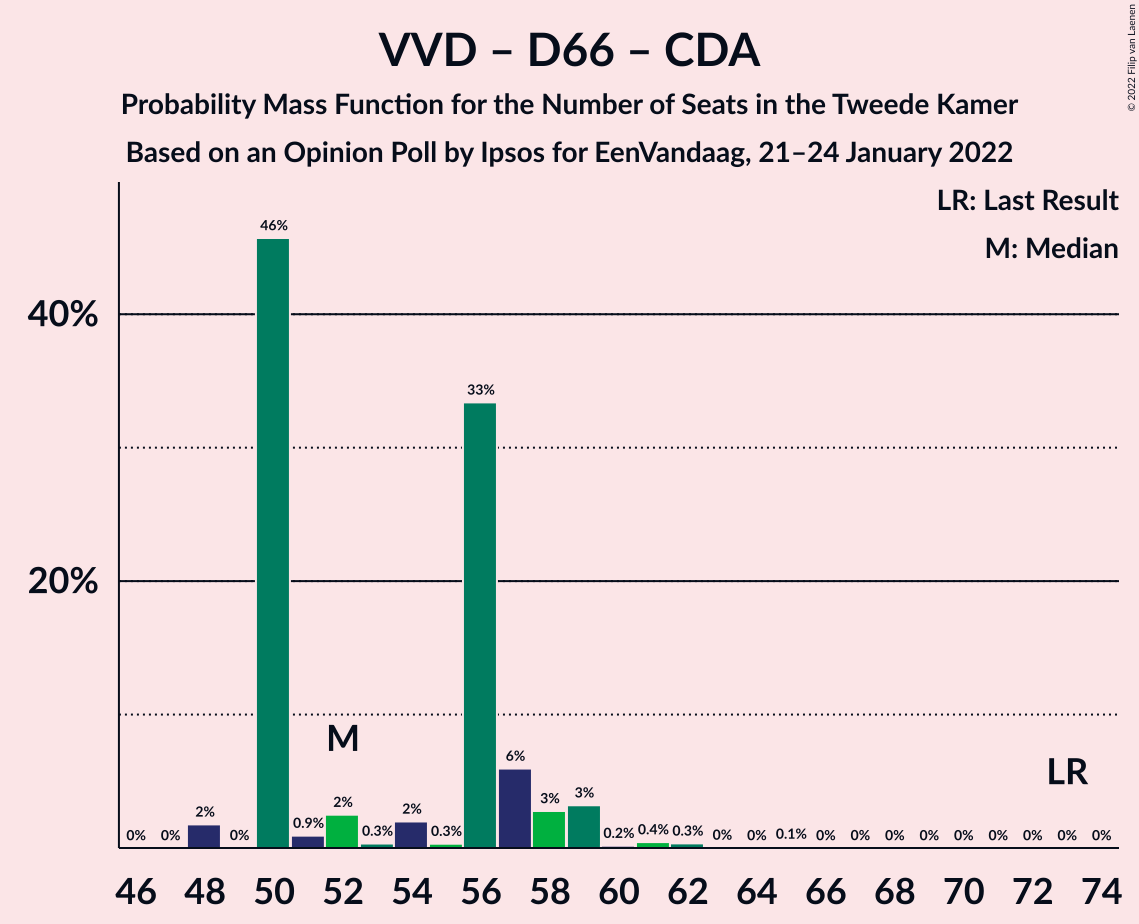 VVD – D66 – CDA
Probability Mass Function for the Number of Seats in the Tweede Kamer
Based on an Opinion Poll by Ipsos for EenVandaag, 21–24 January 2022
© 2022 Filip van Laenen
LR: Last Result
M: Median
40%
20%
0% 0% 2% 0% 46% 0.9% 2% 0.3% 2% 0.3% 33% 6% 3% 3% 0.2% 0.4% 0.3% 0% 0% 0.1% 0% 0% 0% 0% 0% 0% 0% 0% 0%
M
LR
46 48 50 52 54 56 58 60 62 64 66 68 70 72 74